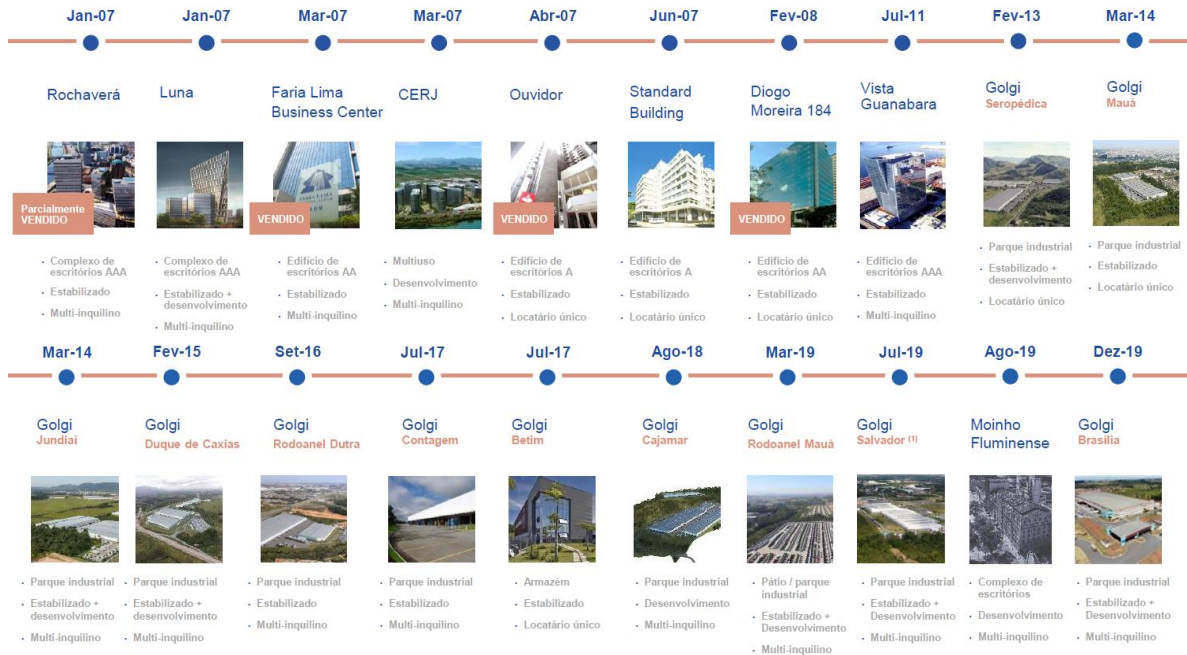 Jan-07
Jan-07
Mar-07
Mar-07
Abr-07
Jun-07
Fev-08
Jul-11
Fev-13
Mar-14
Rochaverá
Luna
Faria Lima
Business Center
CERJ
Ouvidor
Standard
Building
Diogo
Moreira 184
Vista
Guanabara
Golgi
Seropédica
Golgi
Mauá
Parcialmente
VENDIDO
VENDIDO
VENDIDO
VENDIDO
· Complexo de
escritórios AAA
· Estabilizado
· Multi-inquilino
· Complexo de
escritórios AAA
· Estabilizado +
desenvolvimento
· Multi-inquilino
· Edifício de
escritórios AA
· Estabilizado
· Multi-inquilino
· Multiuso
· Desenvolvimento
· Multi-inquilino
· Edifício de
escritórios A
· Estabilizado
· Locatário único
· Edifício de
escritórios A
· Estabilizado
· Locatário único
· Edifício de
escritórios AA
· Estabilizado
· Locatário único
· Edifício de
escritórios AAA
· Estabilizado
· Multi-inquilino
· Parque industrial
· Estabilizado +
desenvolvimento
· Locatário único
· Parque industrial
· Estabilizado
· Locatário único
Mar-14
Fev-15
Set-16
Jul-17
Jul-17
Ago-18
Mar-19
Jul-19
Ago-19
Dez-19
Golgi
Jundiaí
Golgi
Duque de Caxias
Golgi
Rodoanel Dutra
Golgi
Contagem
Golgi
Betim
Golgi
Cajamar
Golgi
Rodoanel Mauá
Golgi
Salvador (1)
Moinho
Fluminense
Golgi
Brasília
· Parque industrial
· Estabilizado +
desenvolvimento
· Multi-inquilino
· Parque industrial
· Estabilizado +
desenvolvimento
· Multi-inquilino
· Parque industrial
· Estabilizado
· Multi-inquilino
· Parque industrial
· Estabilizado
· Multi-inquilino
· Armazém
· Estabilizado
· Locatário único
· Parque industrial
· Desenvolvimento
· Multi-inquilino
· Pátio / parque
industrial
· Estabilizado +
Desenvolvimento
· Multi-inquilino
· Parque industrial
· Estabilizado +
Desenvolvimento
· Multi-inquilino
· Complexo de
escritórios
· Desenvolvimento
· Multi-inquilino
· Parque industrial
· Estabilizado +
Desenvolvimento
· Multi-inquilino